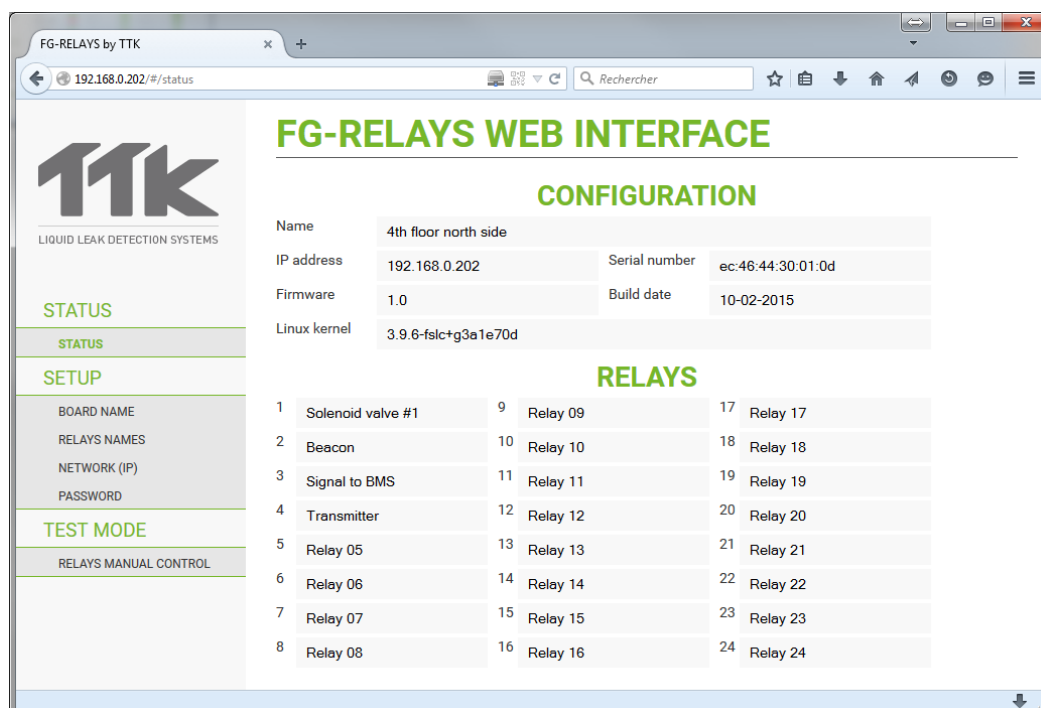 FG-RELAYS by TTK
192.168.0.202/#/status
Rechercher
TTK
LIQUID LEAK DETECTION SYSTEMS
STATUS
STATUS
SETUP
BOARD NAME
RELAYS NAMES
NETWORK (IP)
PASSWORD
TEST MODE
RELAYS MANUAL CONTROL
FG-RELAYS WEB INTERFACE
CONFIGURATION
Name 4th floor north side
IP address 192.168.0.202 Serial number ec:46:44:30:01:0d
Firmware 1.0 Build date 10-02-2015
Linux kernel 3.9.6-fslc+g3a1e70d
RELAYS
1 Solenoid valve #1 9 Relay 09 17 Relay 17
2 Beacon 10 Relay 10 18 Relay 18
3 Signal to BMS 11 Relay 11 19 Relay 19
4 Transmitter 12 Relay 12 20 Relay 20
5 Relay 05 13 Relay 13 21 Relay 21
6 Relay 06 14 Relay 14 22 Relay 22
7 Relay 07 15 Relay 15 23 Relay 23
8 Relay 08 16 Relay 16 24 Relay 24